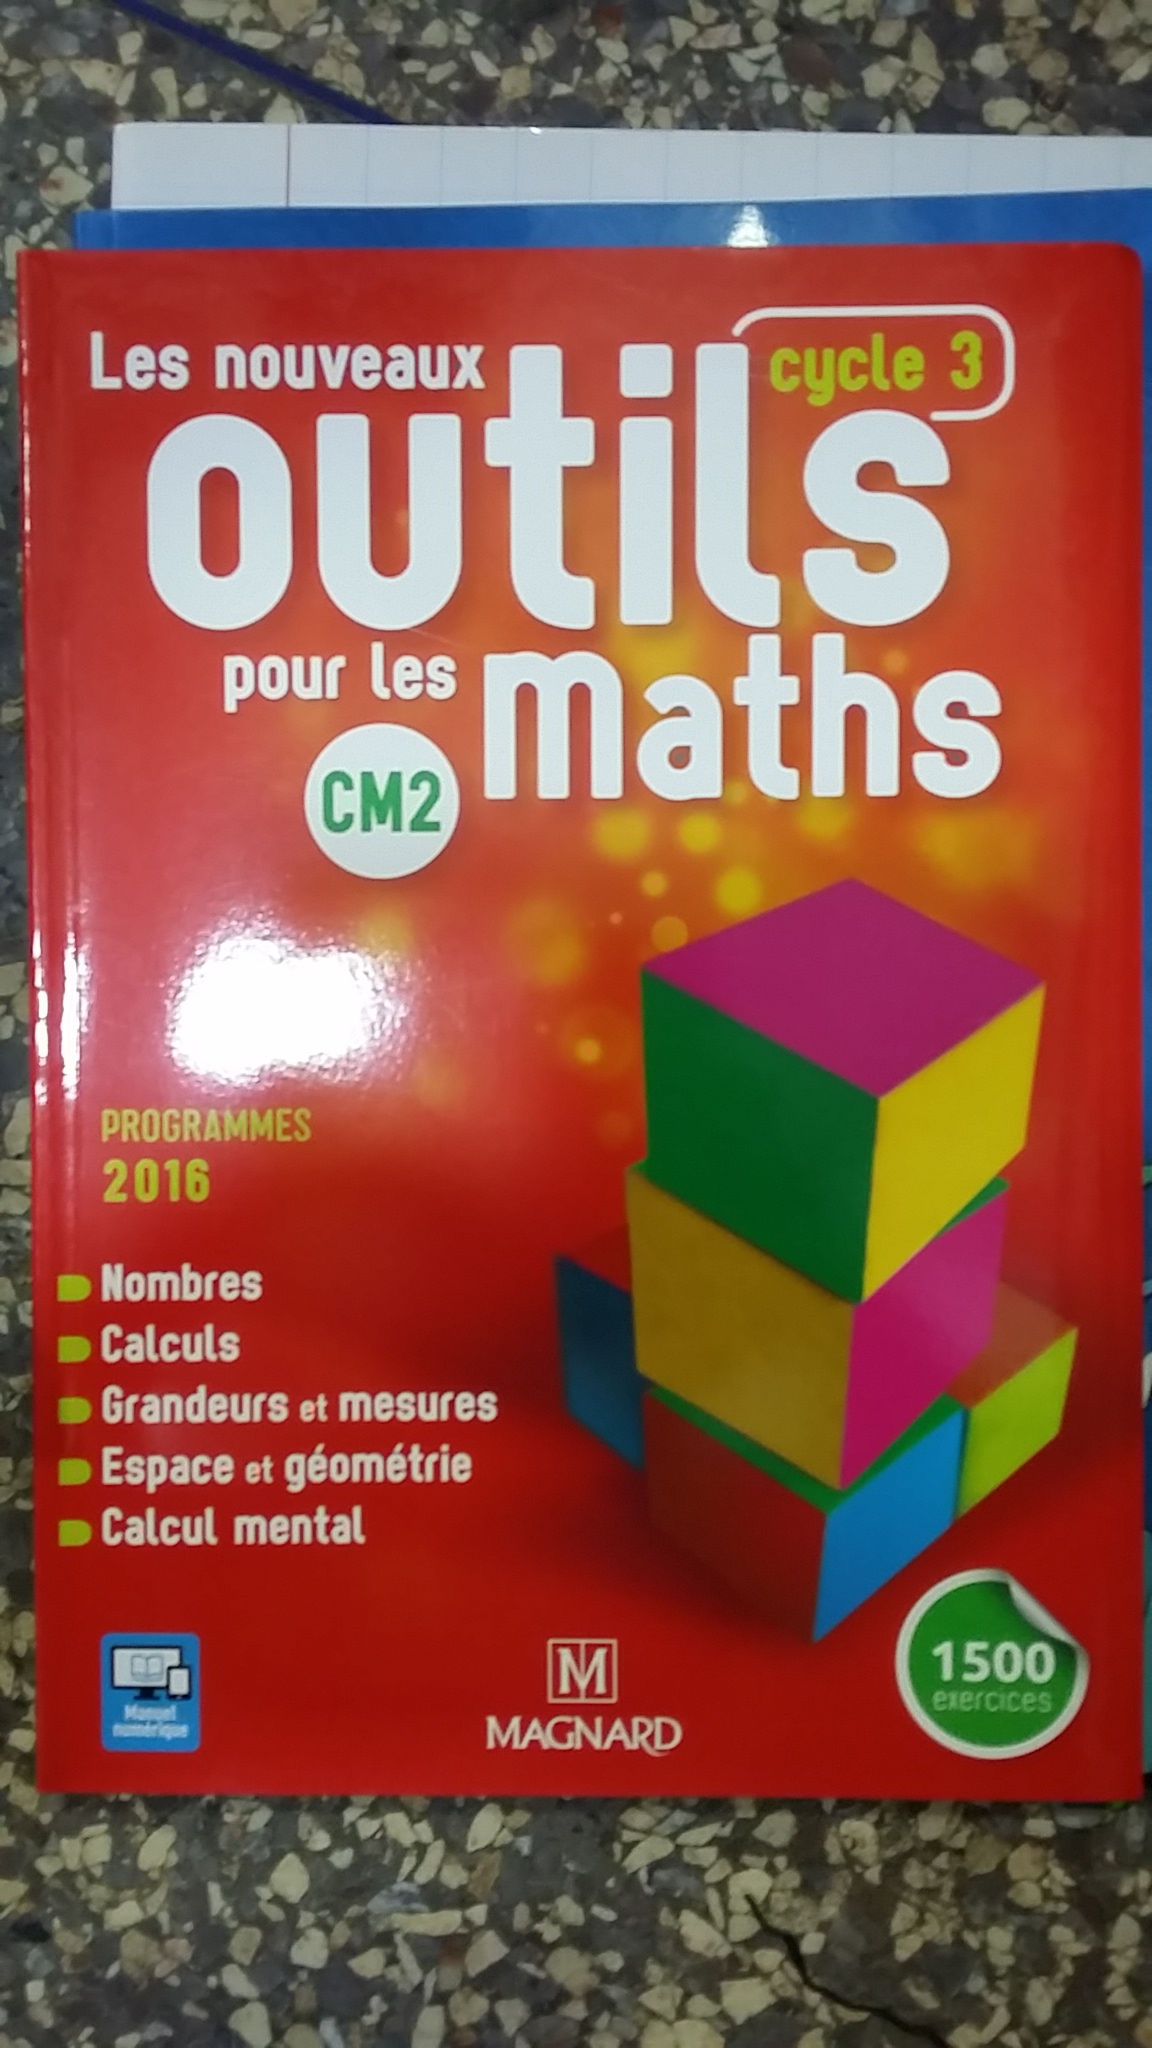 Les nouveaux
cycle 3
outils
pour les maths
CM2
PROGRAMMES
2016
Nombres
Calculs
Grandeurs et mesures
Espace et géométrie
Calcul mental
Manuel
numérique
M
MAGNARD
1500
exercices